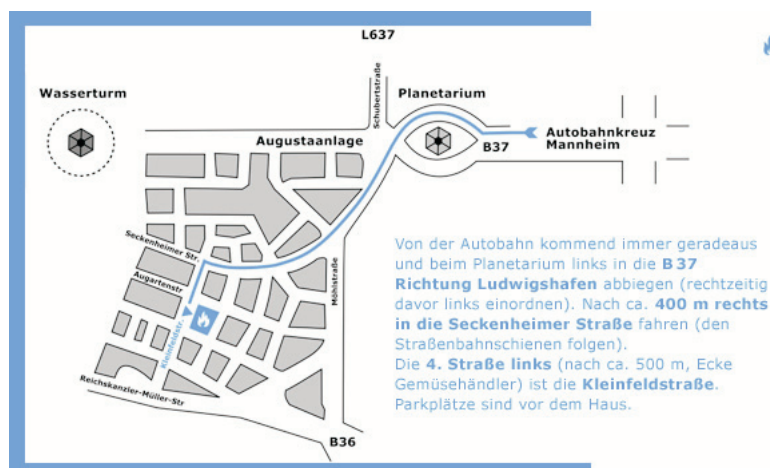 L637
Wasserturm
Planetarium
Schubertstraße
Augustaanlage
Autobahnkreuz
Mannheim
B37
Seckenheimer Str.
Augartenstr
Möhlstraße
Kleinfeldstr.
Reichskanzler-Müller-Str
B36
Von der Autobahn kommend immer geradeaus
und beim Planetarium links in die B37
Richtung Ludwigshafen abbiegen (rechtzeitig
davor links einordnen). Nach ca. 400 m rechts
in die Seckenheimer Straße fahren (den
Straßenbahnschienen folgen).
Die 4. Straße links (nach ca. 500 m, Ecke
Gemüsehändler) ist die Kleinfeldstraße.
Parkplätze sind vor dem Haus.